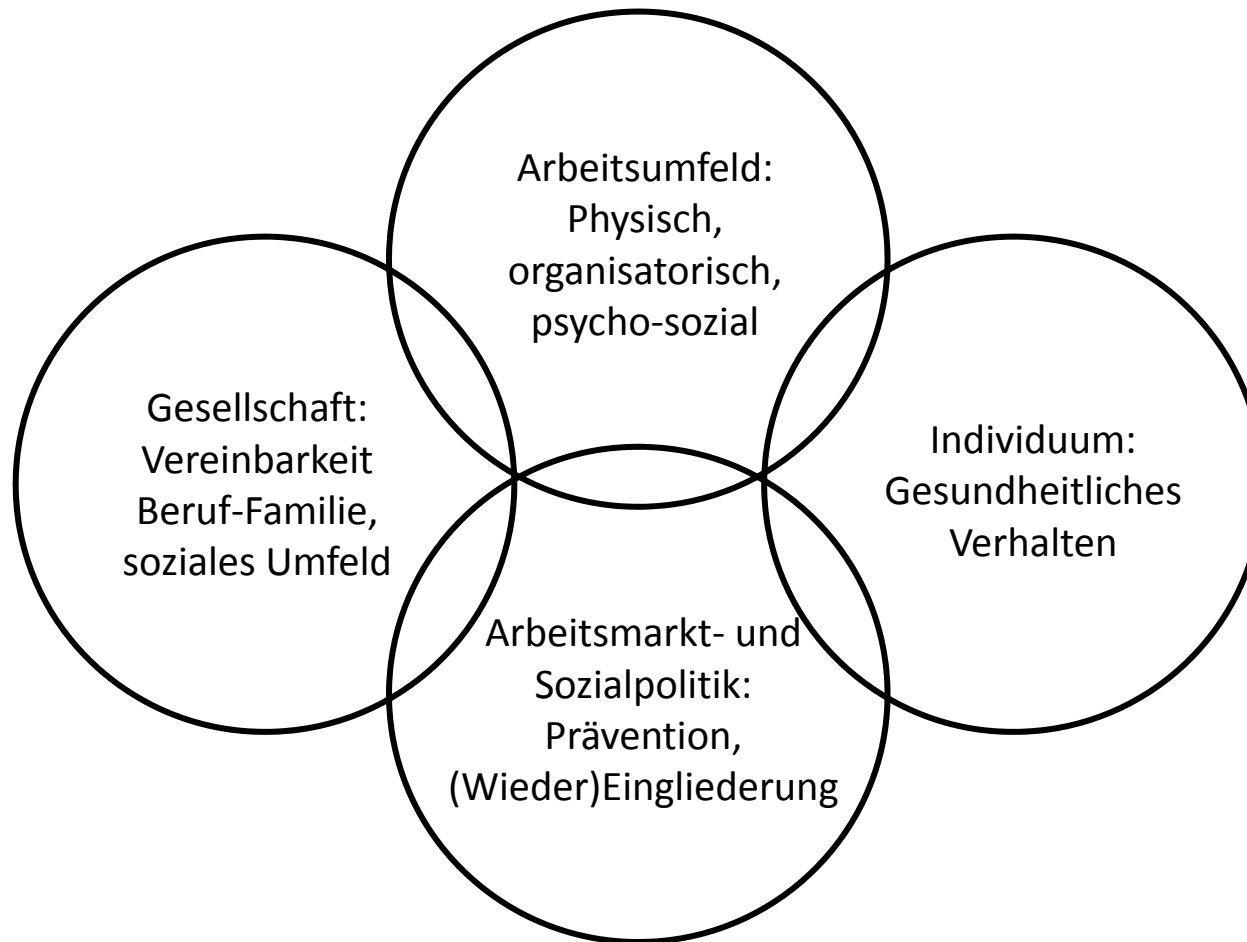 Arbeitsumfeld:
Physisch,
organisatorisch,
psycho-sozial
Gesellschaft:
Vereinbarkeit
Beruf-Familie,
soziales Umfeld
Individuum:
Gesundheitliches
Verhalten
Arbeitsmarkt- und
Sozialpolitik:
Prävention,
(Wieder)Eingliederung